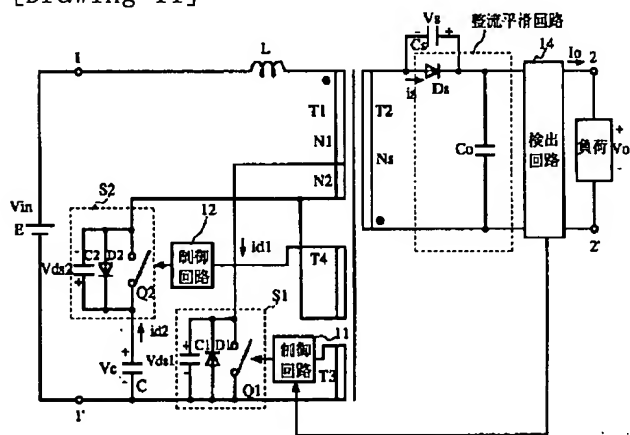 [Drawing 11]
Vs
Cs
整流平滑回路
14
Io
2
1
L
is
Ds
T1
T2
N1
N2
Ns
Co
検出
回路
負荷
Vo
2'
S2
Vin
E
12
制御
回路
id1
T4
C2
D2
Vds2
Q2
S1
id2
11
制御
回路
C1
D1
Vds1
Vc
C
Q1
T3
1'